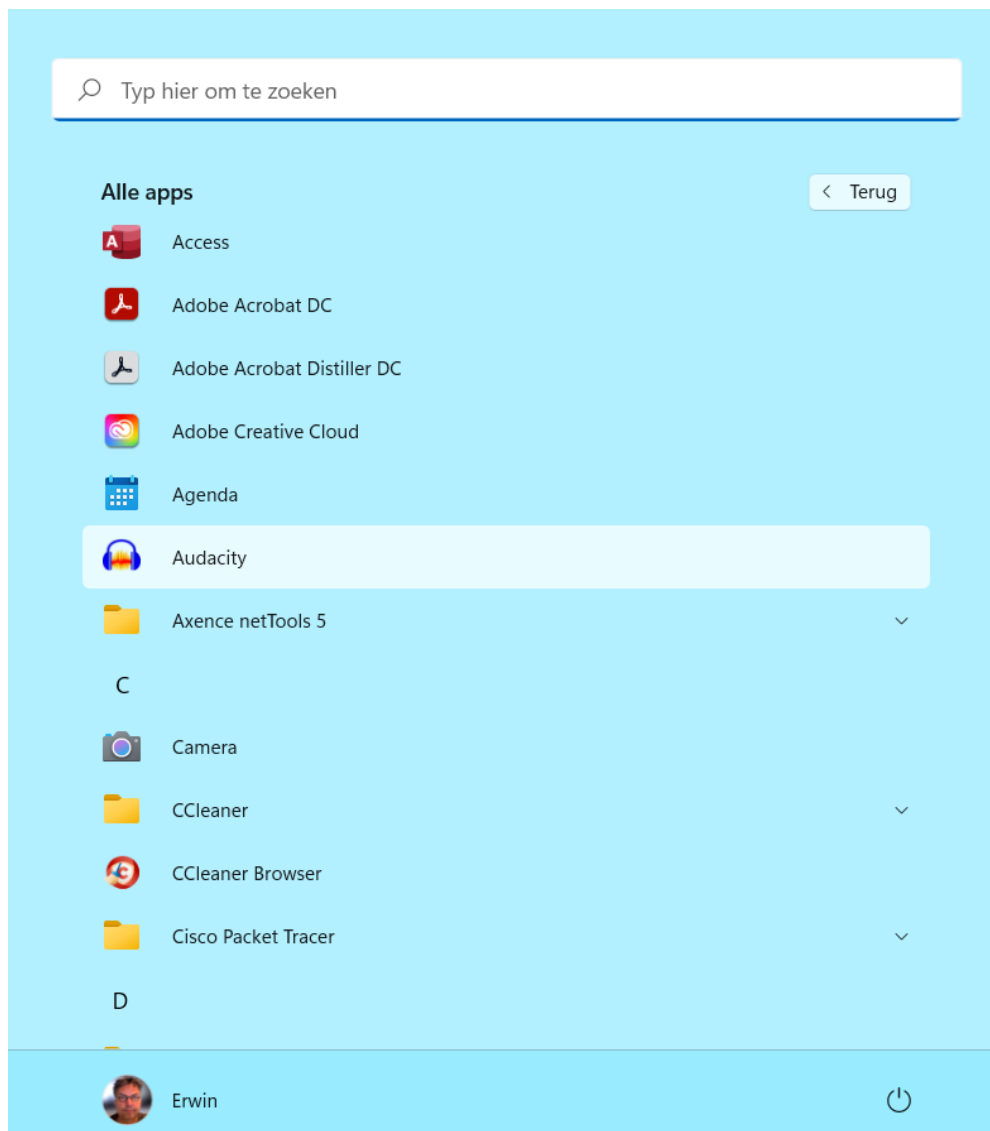 Typ hier om te zoeken
Alle apps
Terug
Access
Adobe Acrobat DC
Adobe Acrobat Distiller DC
Adobe Creative Cloud
Agenda
Audacity
Axence netTools 5
C
Camera
CCleaner
CCleaner Browser
Cisco Packet Tracer
D
Erwin